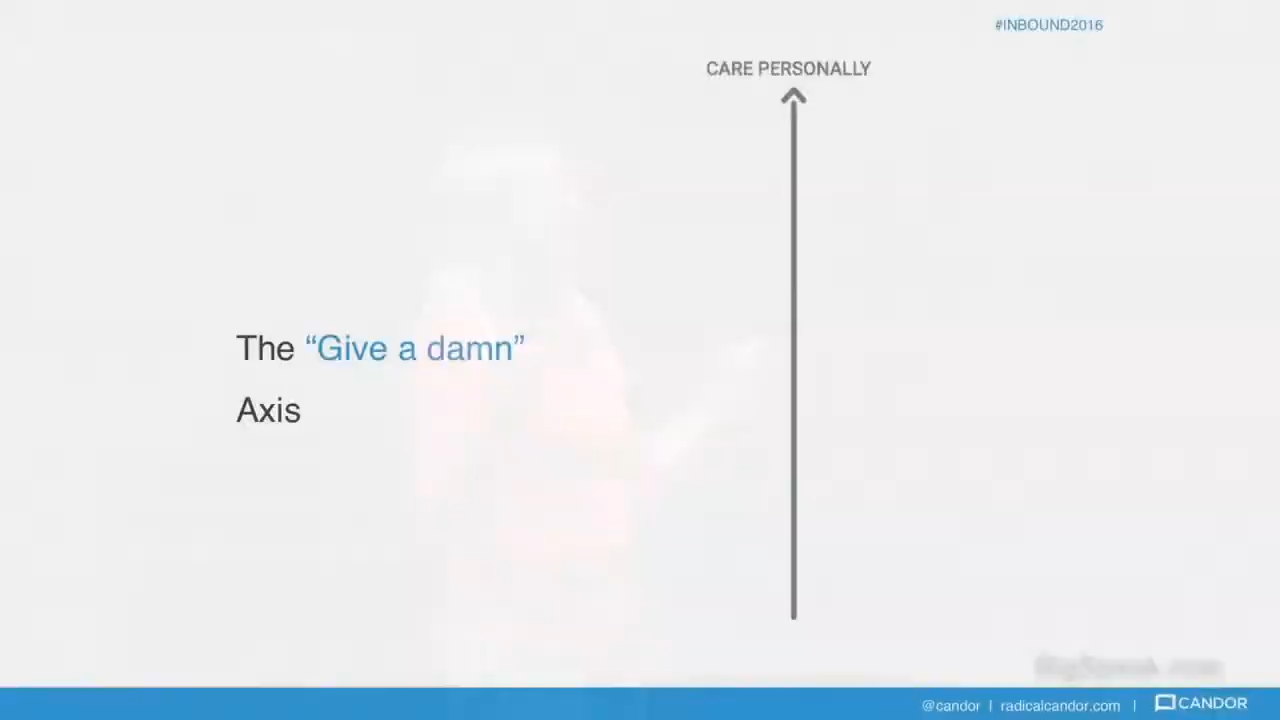 #INBOUND2016
CARE PERSONALLY
The “Give a damn”
Axis
@candor | radicalcandor.com | CANDOR